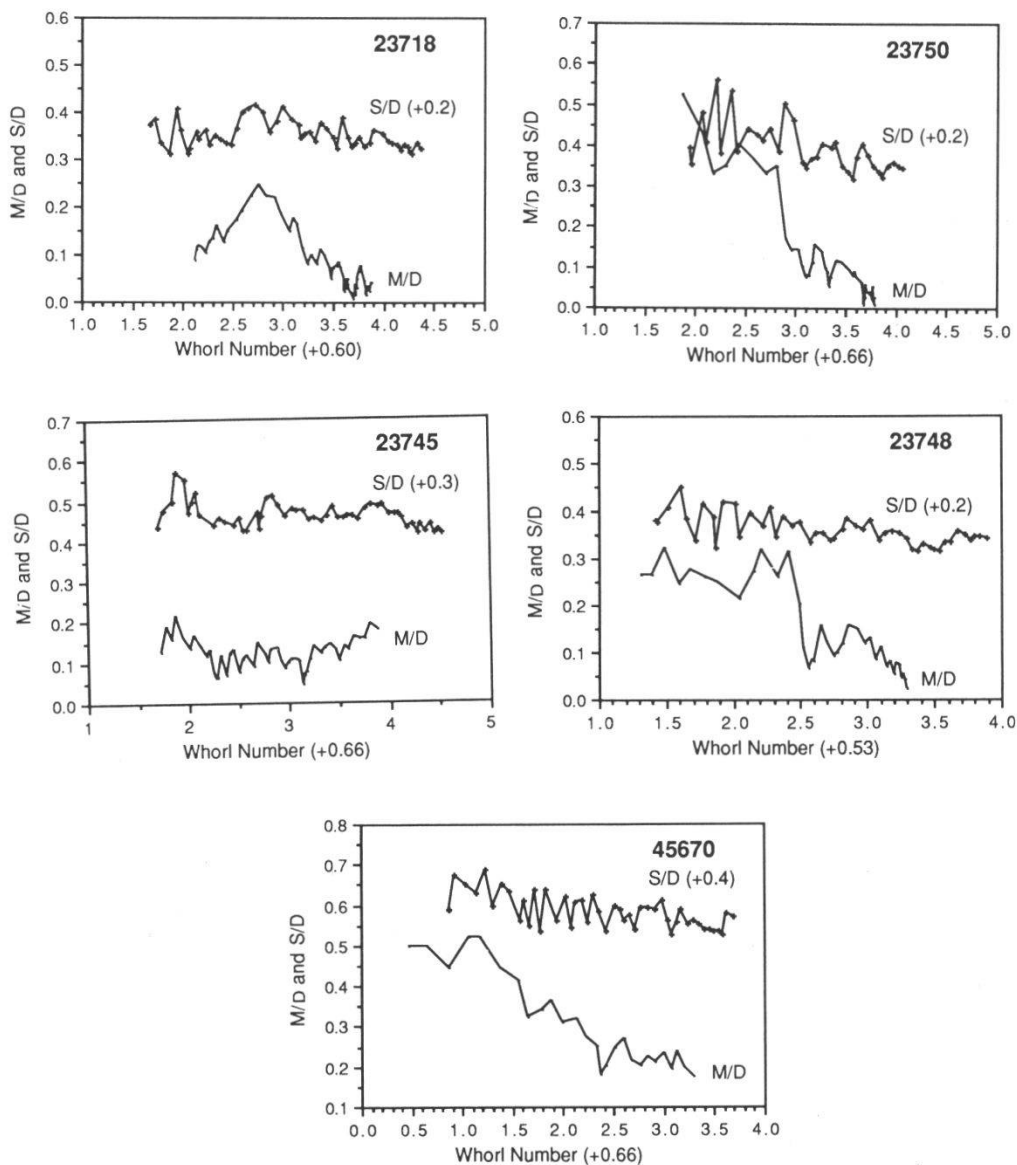 23718
S/D (+0.2)
M/D
M/D and S/D
0.6
0.5
0.4
0.3
0.2
0.1
0.0
1.0 1.5 2.0 2.5 3.0 3.5 4.0 4.5 5.0
Whorl Number (+0.60)
23750
S/D (+0.2)
M/D
M/D and S/D
0.7
0.6
0.5
0.4
0.3
0.2
0.1
0.0
1.0 1.5 2.0 2.5 3.0 3.5 4.0 4.5 5.0
Whorl Number (+0.66)
23745
S/D (+0.3)
M/D
M/D and S/D
0.7
0.6
0.5
0.4
0.3
0.2
0.1
0.0
1 2 3 4 5
Whorl Number (+0.66)
23748
S/D (+0.2)
M/D
M/D and S/D
0.6
0.5
0.4
0.3
0.2
0.1
0.0
1.0 1.5 2.0 2.5 3.0 3.5 4.0
Whorl Number (+0.53)
45670
S/D (+0.4)
M/D
M/D and S/D
0.8
0.7
0.6
0.5
0.4
0.3
0.2
0.1
0.0 0.5 1.0 1.5 2.0 2.5 3.0 3.5 4.0
Whorl Number (+0.66)